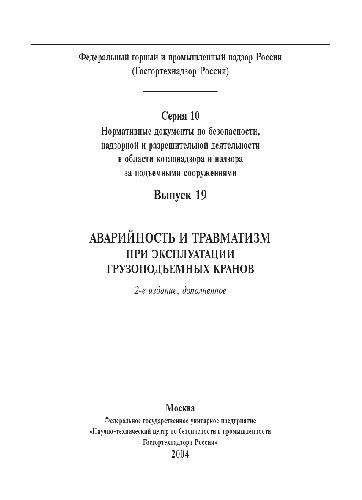 Федеральный горный и промышленный надзор России
(Госгортехнадзор России)
Серия 10
Нормативные документы по безопасности,
надзорной и разрешительной деятельности
в области котлонадзора и надзора
за подъемными сооружениями
Выпуск 19
АВАРИЙНОСТЬ И ТРАВМАТИЗМ
ПРИ ЭКСПЛУАТАЦИИ
ГРУЗОПОДЪЕМНЫХ КРАНОВ
2-е издание, дополненное
Москва
Федеральное государственное унитарное предприятие
«Научно-технический центр по безопасности в промышленности
Госгортехнадзора России»
2004